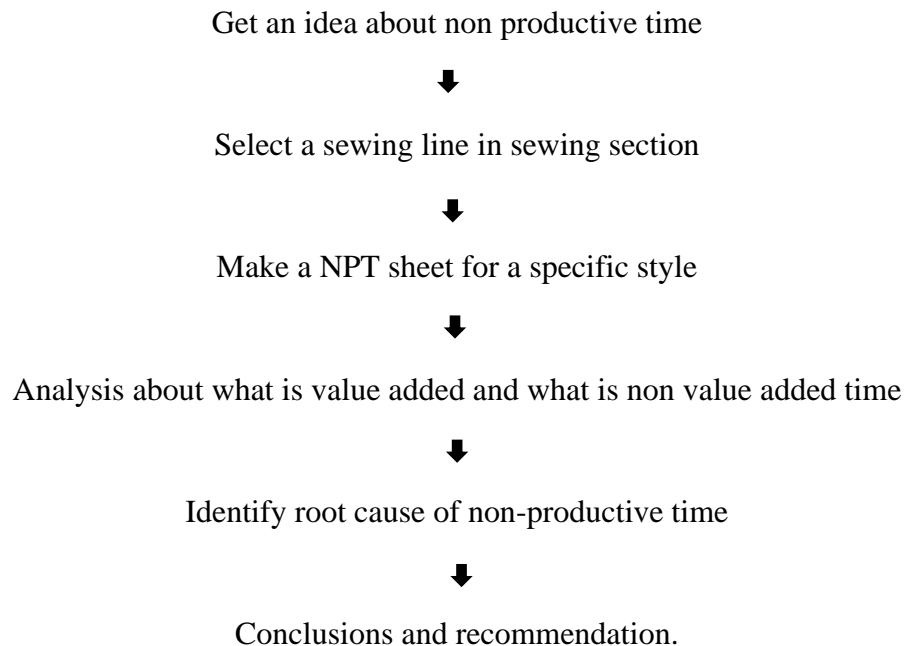 Get an idea about non productive time
Select a sewing line in sewing section
Make a NPT sheet for a specific style
Analysis about what is value added and what is non value added time
Identify root cause of non-productive time
Conclusions and recommendation.